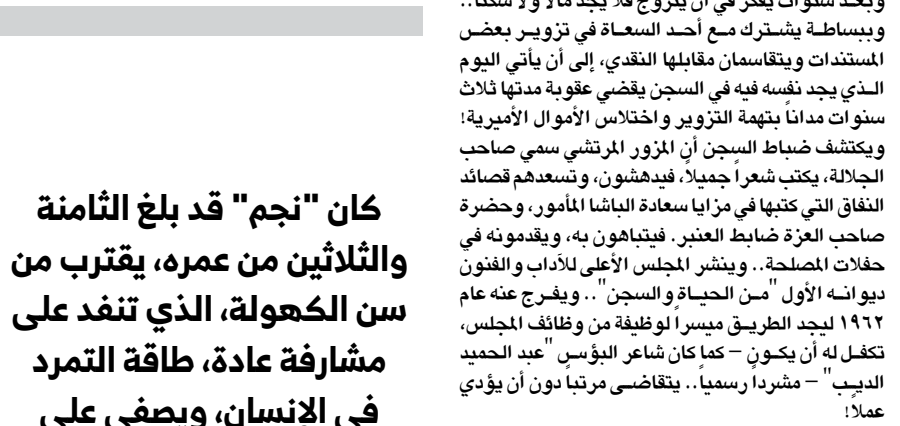 وبعد سنوات يفكر في أن يتزوج فلا يجد مالا ولا سكنا..
وببساطة يشترك مع أحد السعاة في تزوير بعض
المستندات ويتقاسمان مقابلها النقدي، إلى أن يأتي اليوم
الذي يجد نفسه فيه في السجن يقضي عقوبة مدتها ثلاث
سنوات مداناً بتهمة التزوير واختلاس الأموال الأميرية!
ويكتشف ضباط السجن أن المزور المرتشي سمي صاحب
الجلالة، يكتب شعراً جميلاً، فيدهشون، وتسعدهم قصائد
النفاق التي كتبها في مزايا سعادة الباشا المأمور، وحضرة
صاحب العزة ضابط العنبر. فيتباهون به، ويقدمونه في
حفلات المصلحة.. وينشر المجلس الأعلى للآداب والفنون
ديوانه الأول "من الحياة والسجن".. ويفرج عنه عام
١٩٦٢ ليجد الطريق ميسراً لوظيفة من وظائف المجلس،
تكفل له أن يكون – كما كان شاعر البؤس "عبد الحميد
الديب" – مشرداً رسمياً.. يتقاضى مرتباً دون أن يؤدي
عملاً!
كان "نجم" قد بلغ الثامنة
والثلاثين من عمره، يقترب من
سن الكهولة، الذي تنفد على
مشارفة عادة، طاقة التمرد
في الإنسان، ويصفي على